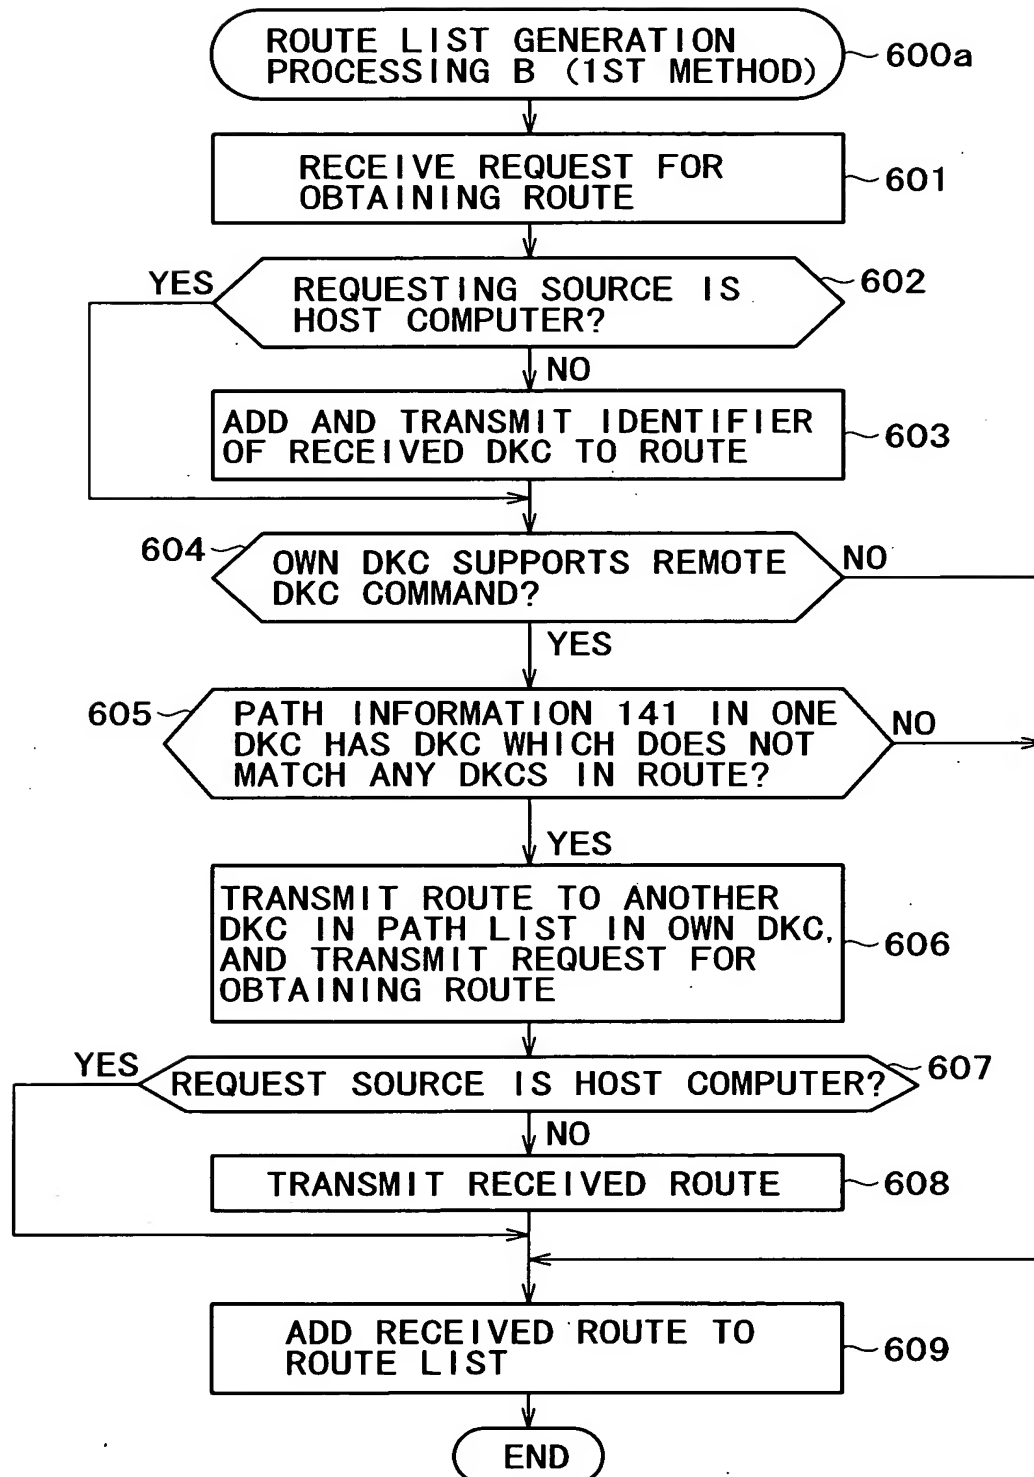 ROUTE LIST GENERATION
PROCESSING B (1ST METHOD)
600a
RECEIVE REQUEST FOR
OBTAINING ROUTE
601
YES
REQUESTING SOURCE IS
HOST COMPUTER?
602
NO
ADD AND TRANSMIT IDENTIFIER
OF RECEIVED DKC TO ROUTE
603
604
OWN DKC SUPPORTS REMOTE
DKC COMMAND?
NO
YES
605
PATH INFORMATION 141 IN ONE
DKC HAS DKC WHICH DOES NOT
MATCH ANY DKCS IN ROUTE?
NO
YES
TRANSMIT ROUTE TO ANOTHER
DKC IN PATH LIST IN OWN DKC,
AND TRANSMIT REQUEST FOR
OBTAINING ROUTE
606
YES
REQUEST SOURCE IS HOST COMPUTER?
607
NO
TRANSMIT RECEIVED ROUTE
608
ADD RECEIVED ROUTE TO
ROUTE LIST
609
END